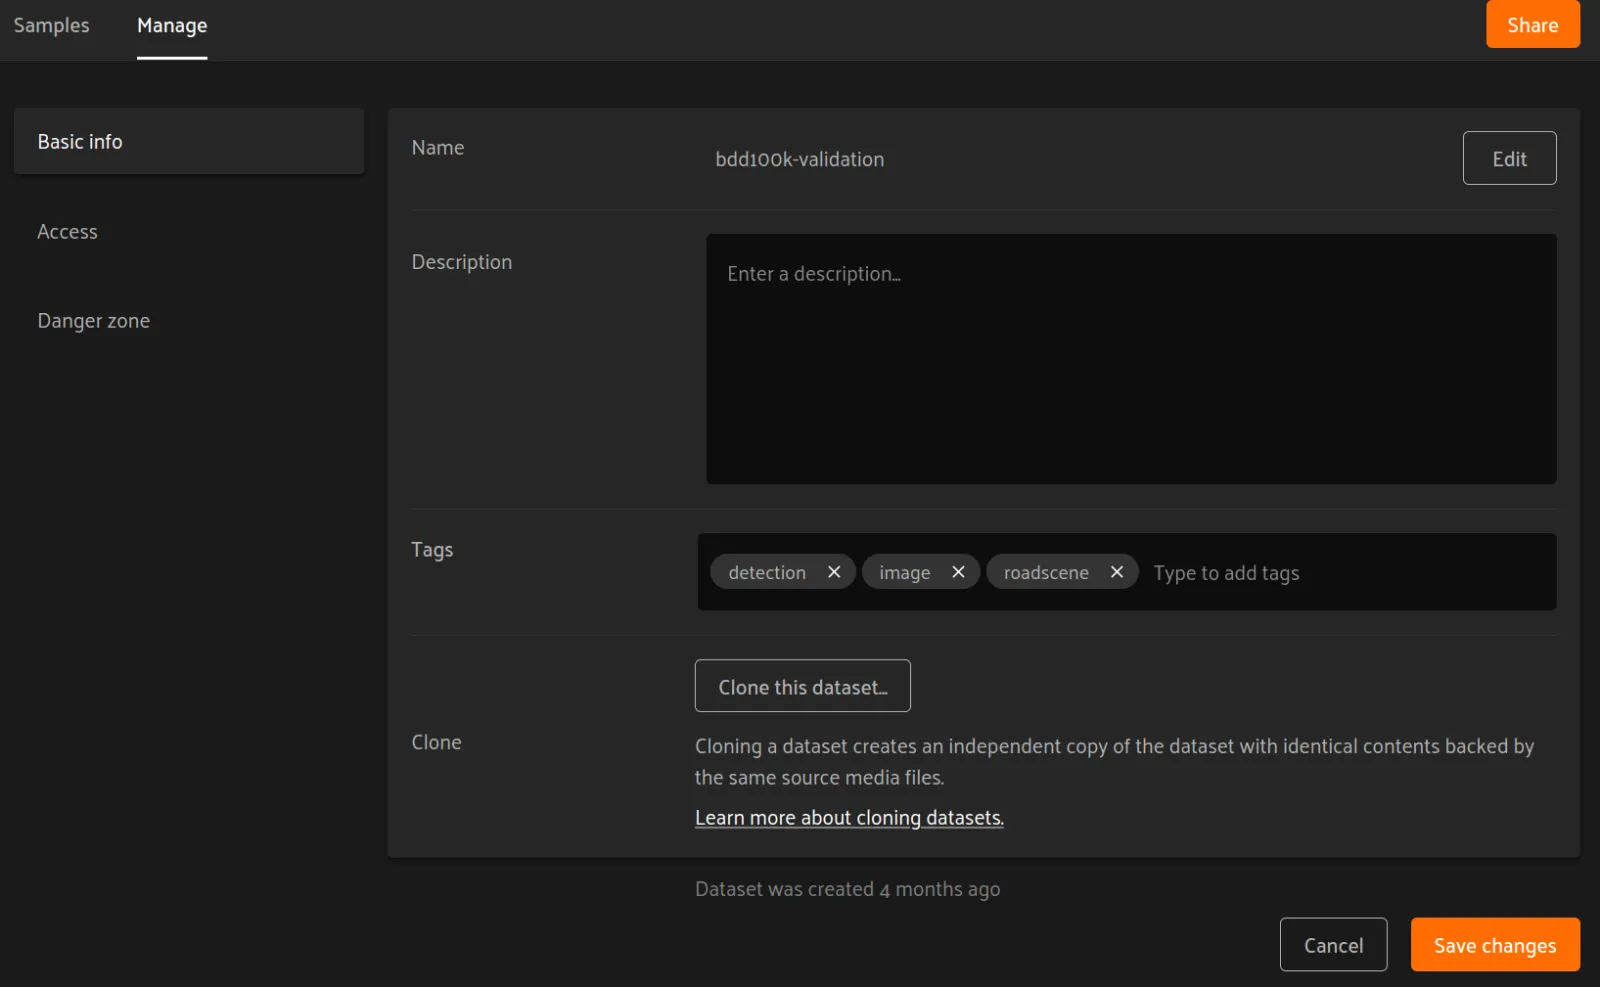 Samples
Manage
Share
Basic info
Access
Danger zone
Name
bdd100k-validation
Edit
Description
Enter a description...
Tags
detection
image
roadscene
Type to add tags
Clone this dataset...
Clone
Cloning a dataset creates an independent copy of the dataset with identical contents backed by
the same source media files.
Learn more about cloning datasets.
Dataset was created 4 months ago
Cancel
Save changes